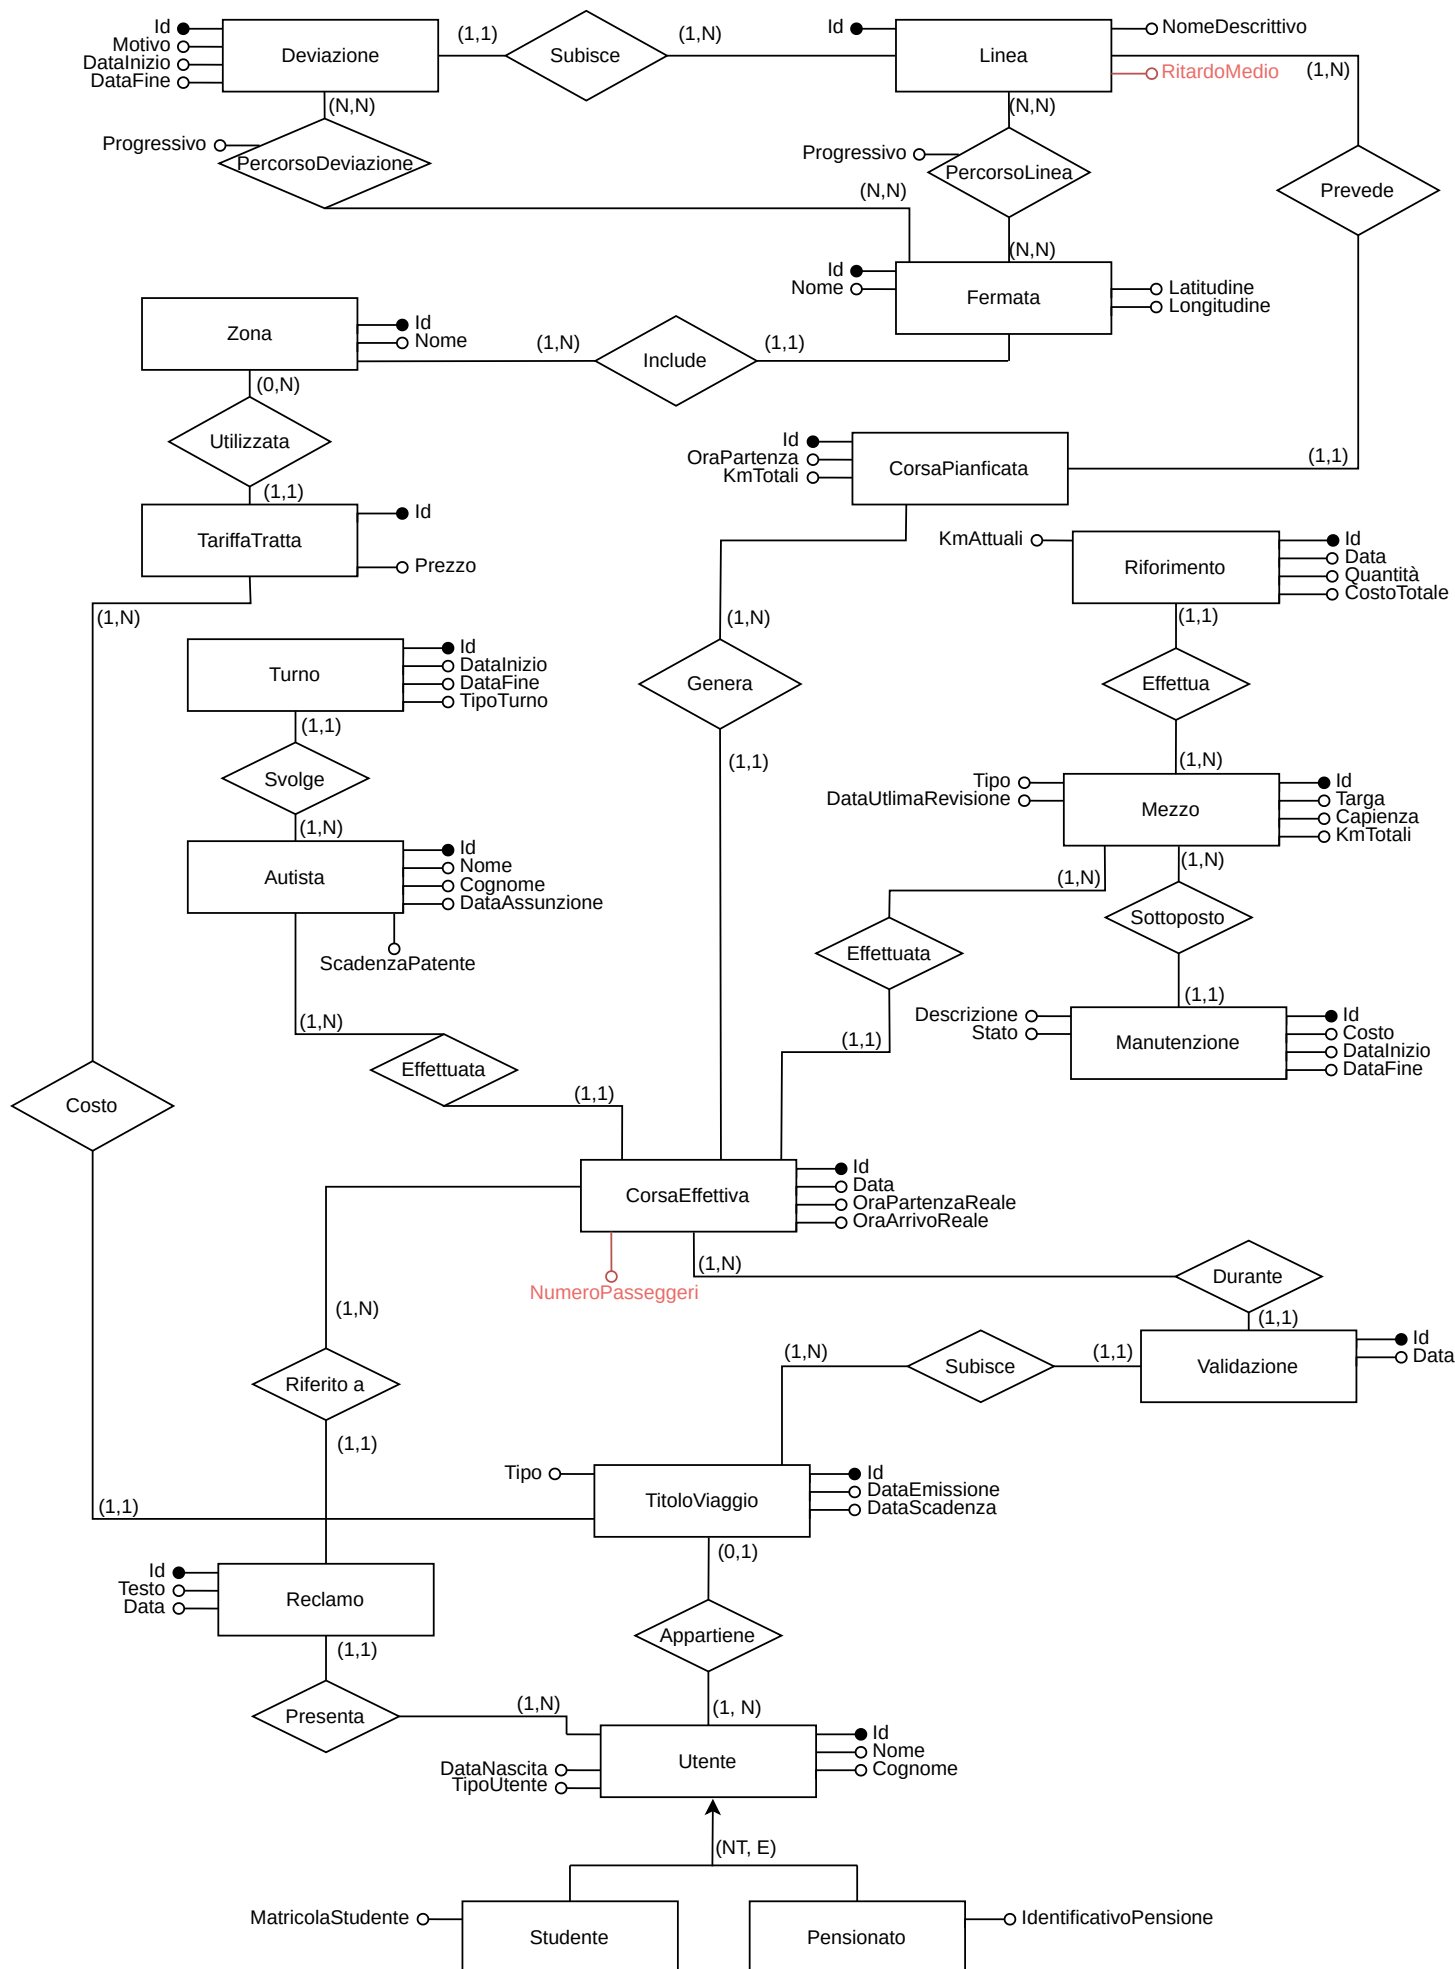 Id
Motivo
DataInizio
DataFine
Deviazione
(1,1)
Subisce
(1,N)
Id
Linea
NomeDescrittivo
RitardoMedio
(1,N)
(N,N)
(N,N)
Progressivo
PercorsoDeviazione
Progressivo
PercorsoLinea
Prevede
(N,N)
(N,N)
Id
Nome
Fermata
Latitudine
Longitudine
Zona
Id
Nome
(1,N)
Include
(1,1)
(0,N)
Utilizzata
(1,1)
Id
OraPartenza
KmTotali
CorsaPianficata
(1,1)
TariffaTratta
Id
Prezzo
(1,N)
KmAttuali
Riforimento
Id
Data
Quantità
CostoTotale
(1,N)
(1,1)
Turno
Id
DataInizio
DataFine
TipoTurno
Genera
Effettua
(1,1)
Svolge
(1,N)
(1,1)
(1,N)
Tipo
DataUtlimaRevisione
Mezzo
Id
Targa
Capienza
KmTotali
Autista
Id
Nome
Cognome
DataAssunzione
ScadenzaPatente
(1,N)
(1,N)
Effettuata
Sottoposto
(1,N)
(1,1)
(1,1)
Descrizione
Stato
Manutenzione
Id
Costo
DataInizio
DataFine
Effettuata
(1,1)
Costo
CorsaEffettiva
Id
Data
OraPartenzaReale
OraArrivoReale
NumeroPasseggeri
(1,N)
Durante
(1,N)
(1,1)
Riferito a
(1,N)
Subisce
(1,1)
Validazione
Id
Data
(1,1)
Tipo
TitoloViaggio
Id
DataEmissione
DataScadenza
(1,1)
(0,1)
Id
Testo
Data
Reclamo
(1,1)
Appartiene
Presenta
(1,N)
(1, N)
DataNascita
TipoUtente
Utente
Id
Nome
Cognome
(NT, E)
MatricolaStudente
Studente
Pensionato
IdentificativoPensione